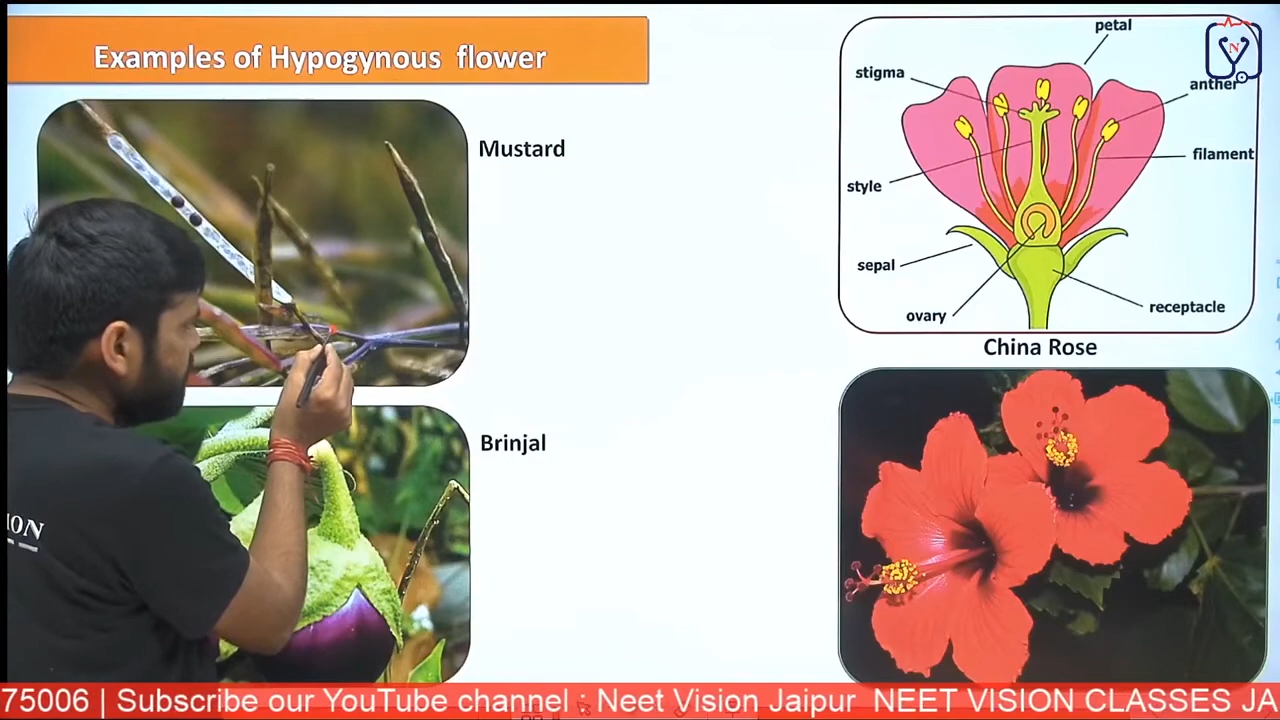 Examples of Hypogynous flower
Mustard
Brinjal
petal
stigma
anther
filament
style
sepal
receptacle
ovary
China Rose
N
ION
75006 | Subscribe our YouTube channel : Neet Vision Jaipur NEET VISION CLASSES JA